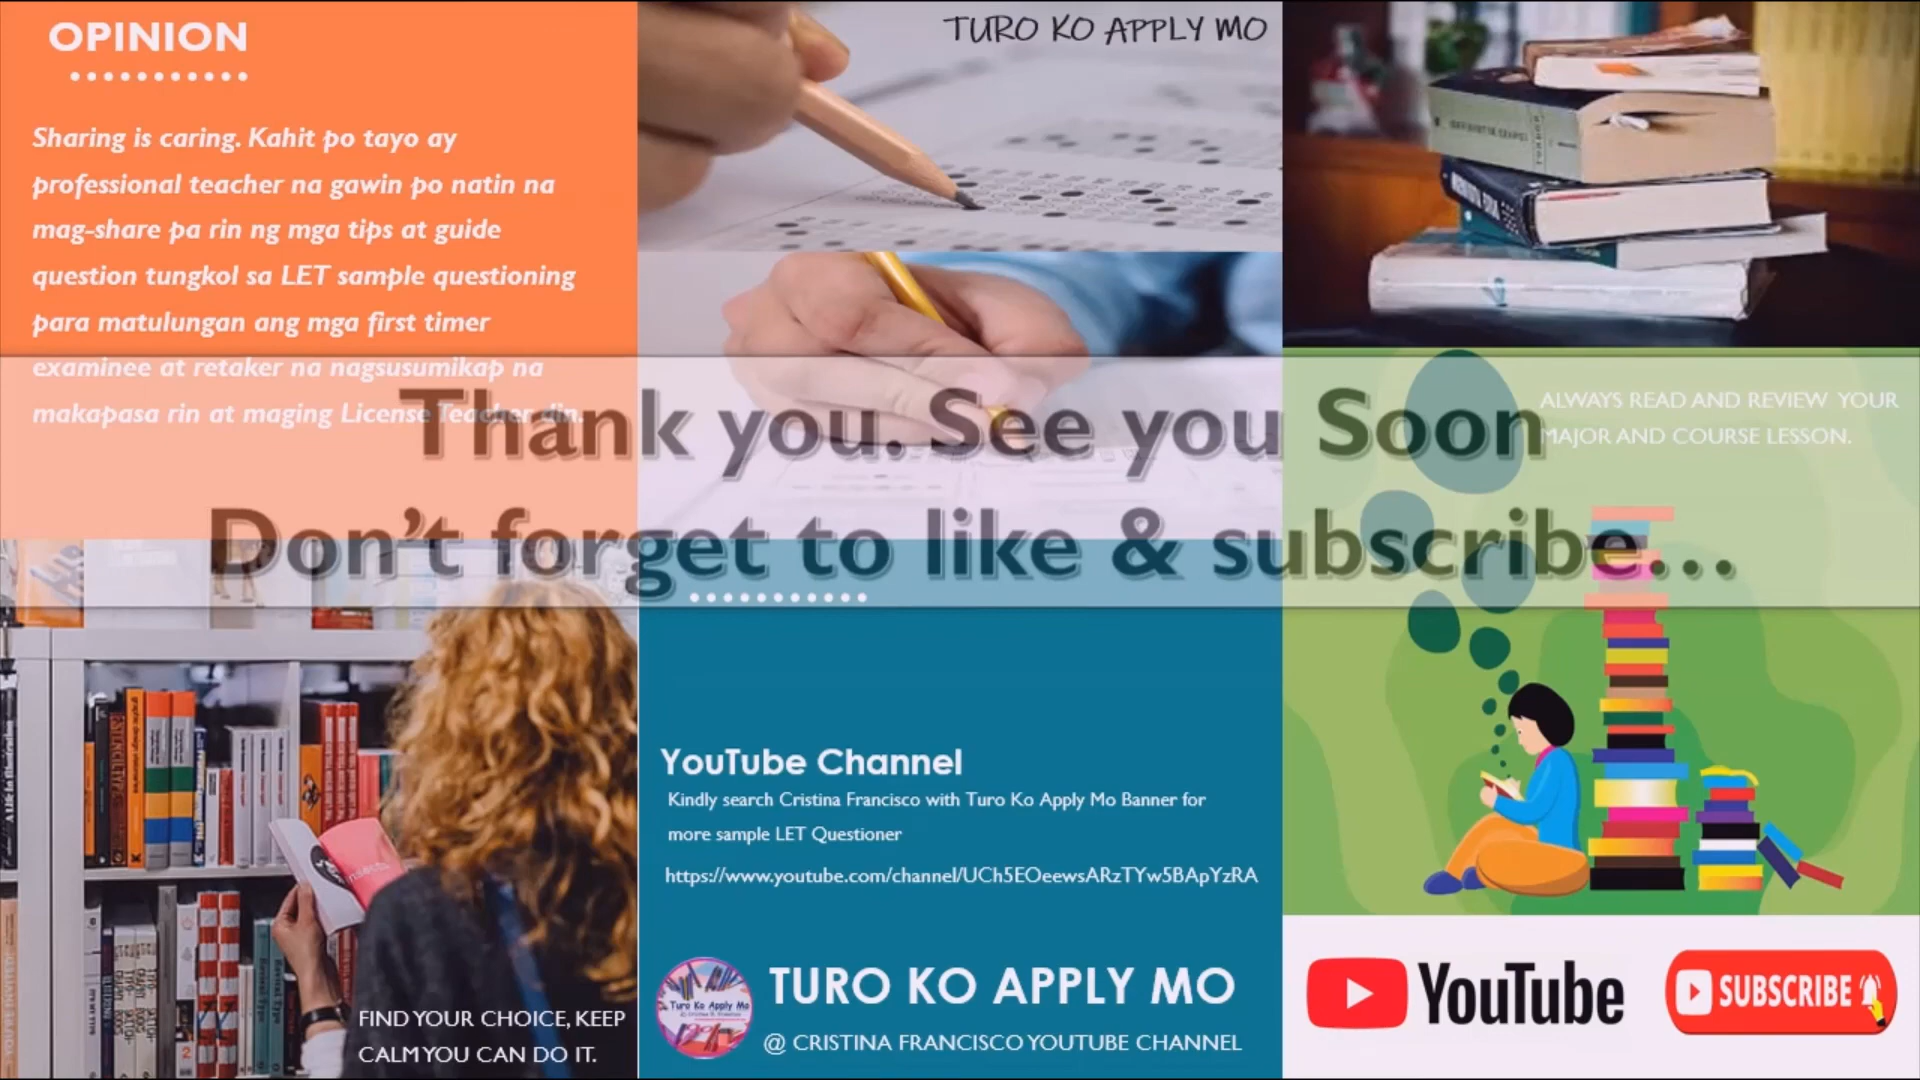 OPINION
Sharing is caring. Kahit po tayo ay
professional teacher na gawin po natin na
mag-share pa rin ng mga tips at guide
question tungkol sa LET sample questioning
para matulungan ang mga first timer
examinee at retaker na nagsusumikap na
makapasa rin at maging License Teacher din.
TURO KO APPLY MO
ALWAYS READ AND REVIEW YOUR
MAJOR AND COURSE LESSON.
Thank you. See you Soon
Don't forget to like & subscribe...
FIND YOUR CHOICE, KEEP
CALM YOU CAN DO IT.
YouTube Channel
Kindly search Cristina Francisco with Turo Ko Apply Mo Banner for
more sample LET Questioner
https://www.youtube.com/channel/UCh5EOeewsARzTYw5BApYzRA
Turo Ko Apply Mo
TURO KO APPLY MO
@ CRISTINA FRANCISCO YOUTUBE CHANNEL
YouTube
SUBSCRIBE